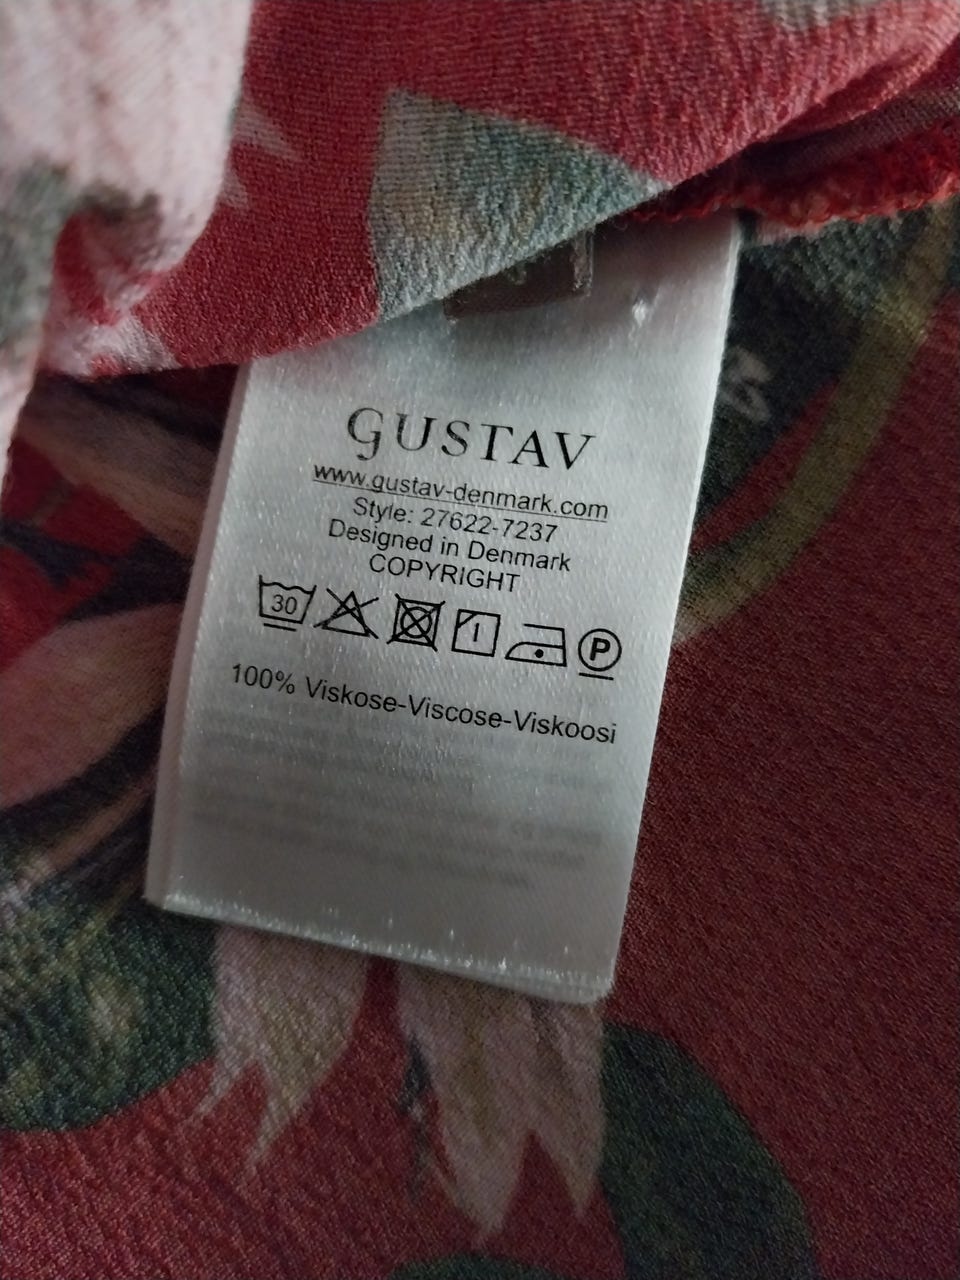 GUSTAV
www.gustav-denmark.com
Style: 27622-7237
Designed in Denmark
COPYRIGHT
30 I P
100% Viskose-Viscose-Viskoosi